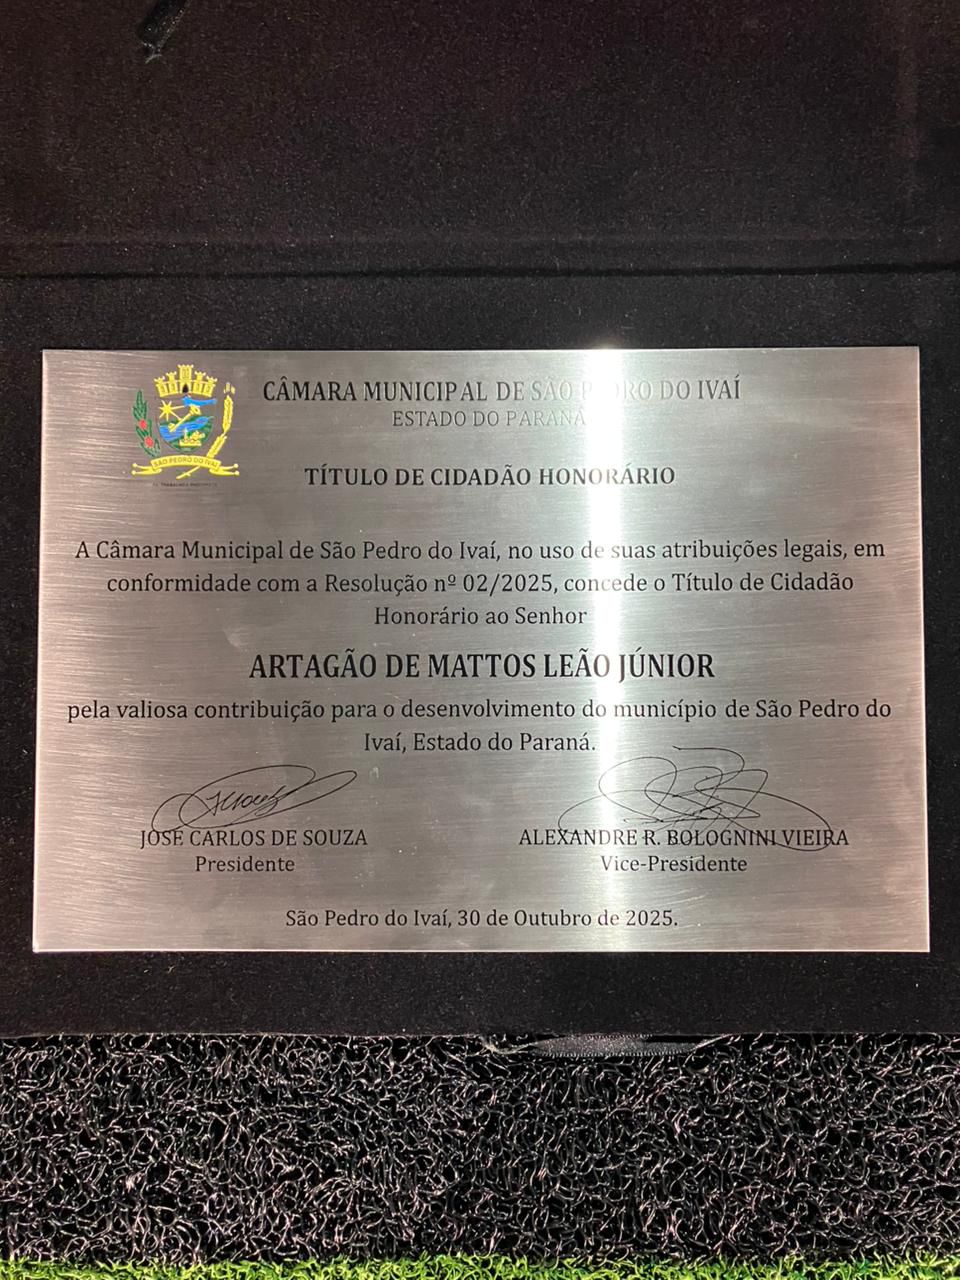 CÂMARA MUNICIPAL DE SÃO PEDRO DO IVAÍ
ESTADO DO PARANÁ
SÃO PEDRO DO IVAÍ
TÍTULO DE CIDADÃO HONORÁRIO
A Câmara Municipal de São Pedro do Ivaí, no uso de suas atribuições legais, em
conformidade com a Resolução nº 02/2025, concede o Título de Cidadão
Honorário ao Senhor
ARTAGÃO DE MATTOS LEÃO JÚNIOR
pela valiosa contribuição para o desenvolvimento do município de São Pedro do
Ivaí, Estado do Paraná.
JOSÉ CARLOS DE SOUZA
Presidente
ALEXANDRE R. BOLOGNINI VIEIRA
Vice-Presidente
São Pedro do Ivaí, 30 de Outubro de 2025.